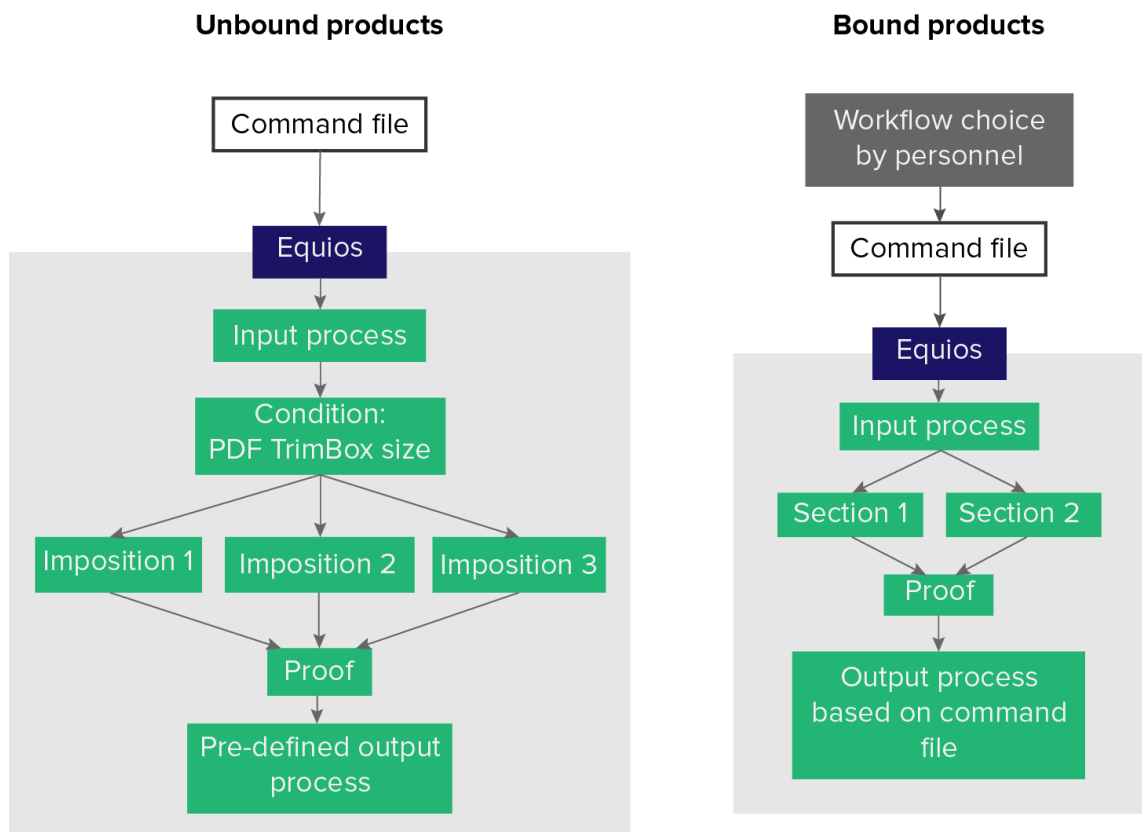 Unbound products
Command file
Equios
Input process
Condition:
PDF TrimBox size
Imposition 1
Imposition 2
Imposition 3
Proof
Pre-defined output
process
Bound products
Workflow choice
by personnel
Command file
Equios
Input process
Section 1
Section 2
Proof
Output process
based on command
file